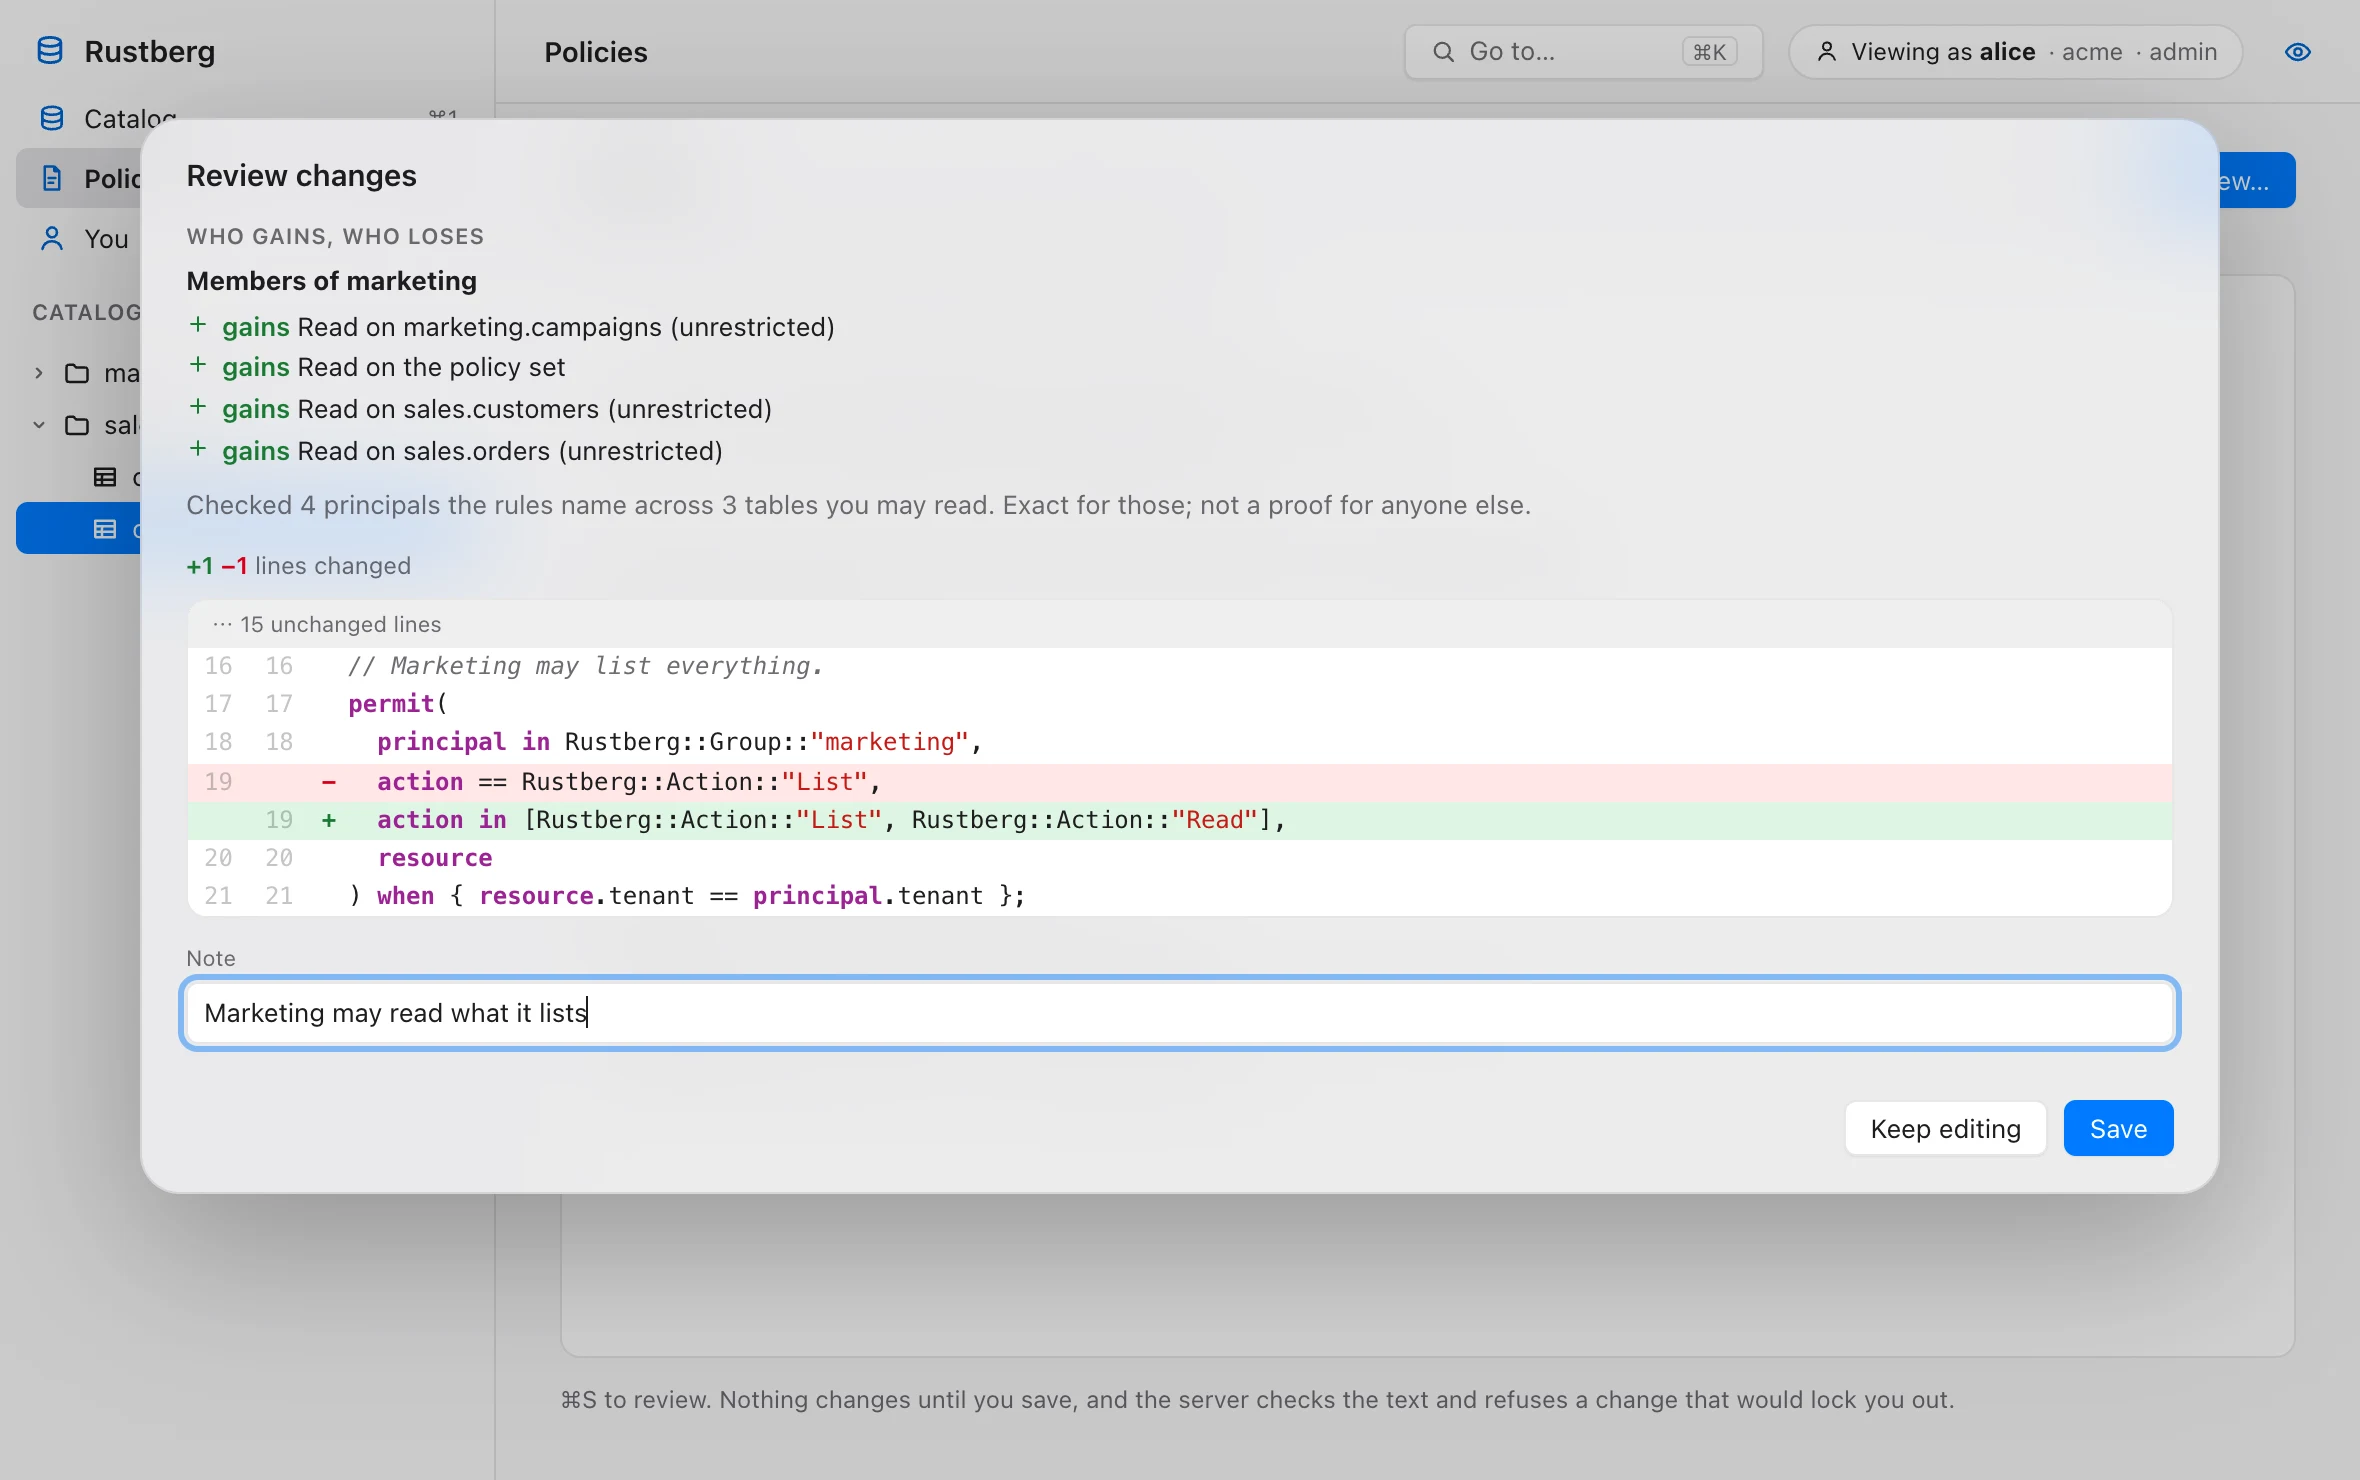 Rustberg
Policies
Go to...
⌘K
Viewing as alice · acme · admin
Catalog
⌘1
You
CATALOG
Review changes
WHO GAINS, WHO LOSES
Members of marketing
+ gains Read on marketing.campaigns (unrestricted)
+ gains Read on the policy set
+ gains Read on sales.customers (unrestricted)
+ gains Read on sales.orders (unrestricted)
Checked 4 principals the rules name across 3 tables you may read. Exact for those; not a proof for anyone else.
+1 −1 lines changed
··· 15 unchanged lines
16 16 // Marketing may list everything.
17 17 permit(
18 18 principal in Rustberg::Group::"marketing",
19 − action == Rustberg::Action::"List",
19 + action in [Rustberg::Action::"List", Rustberg::Action::"Read"],
20 20 resource
21 21 ) when { resource.tenant == principal.tenant };
Note
Marketing may read what it lists
Keep editing
Save
⌘S to review. Nothing changes until you save, and the server checks the text and refuses a change that would lock you out.